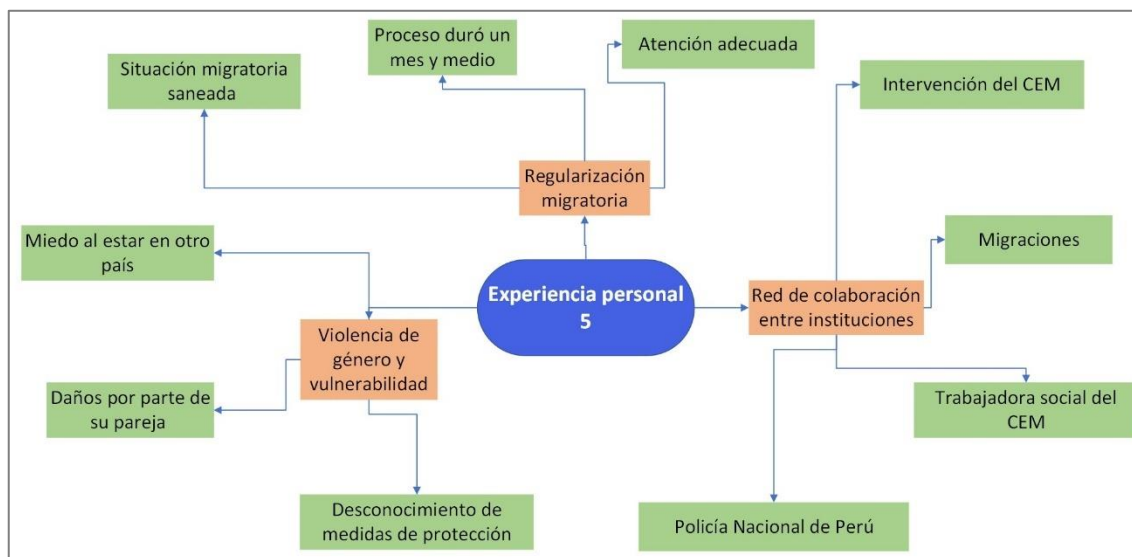 Proceso duró un
mes y medio
Atención adecuada
Situación migratoria
saneada
Intervención del CEM
Regularización
migratoria
Miedo al estar en otro
país
Migraciones
Experiencia personal
5
Red de colaboración
entre instituciones
Violencia de
género y
vulnerabilidad
Daños por parte de
su pareja
Trabajadora social del
CEM
Desconocimiento de
medidas de protección
Policía Nacional de Perú